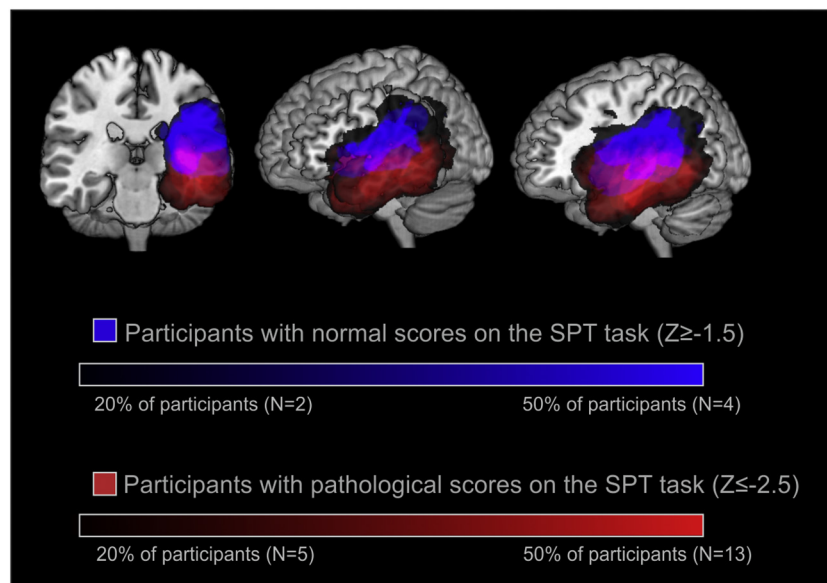 Participants with normal scores on the SPT task (Z≥-1.5)
20% of participants (N=2) 50% of participants (N=4)
Participants with pathological scores on the SPT task (Z≤-2.5)
20% of participants (N=5) 50% of participants (N=13)